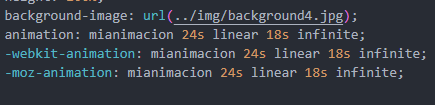 background-image: url(../img/background4.jpg);
animation: mianimacion 24s linear 18s infinite;
-webkit-animation: mianimacion 24s linear 18s infinite;
-moz-animation: mianimacion 24s linear 18s infinite;